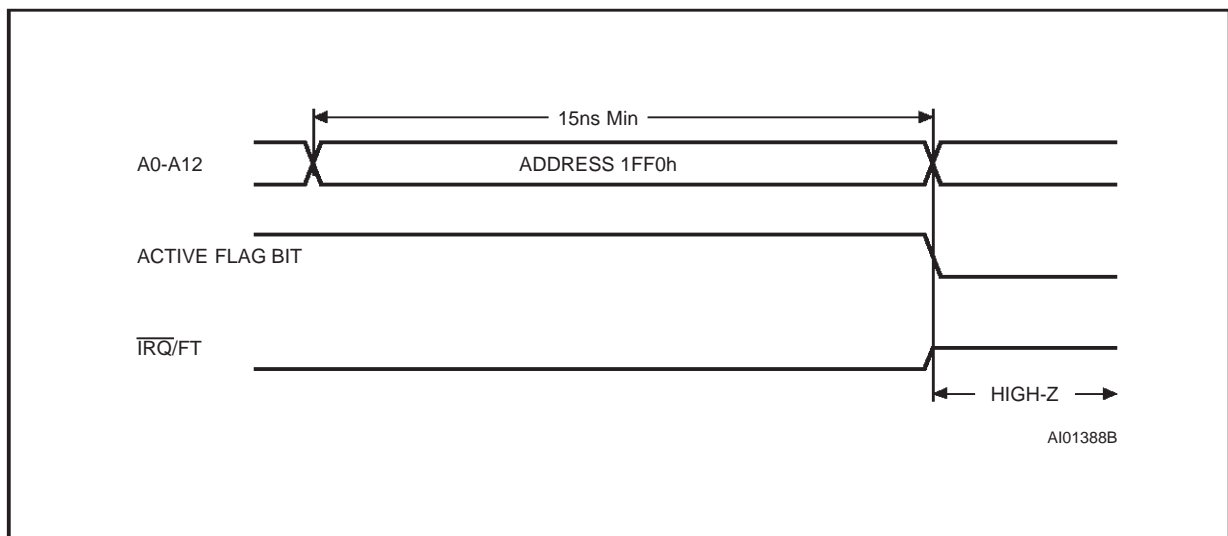 15ns Min
A0-A12
ADDRESS 1FF0h
ACTIVE FLAG BIT
IRQ/FT
HIGH-Z
AI01388B